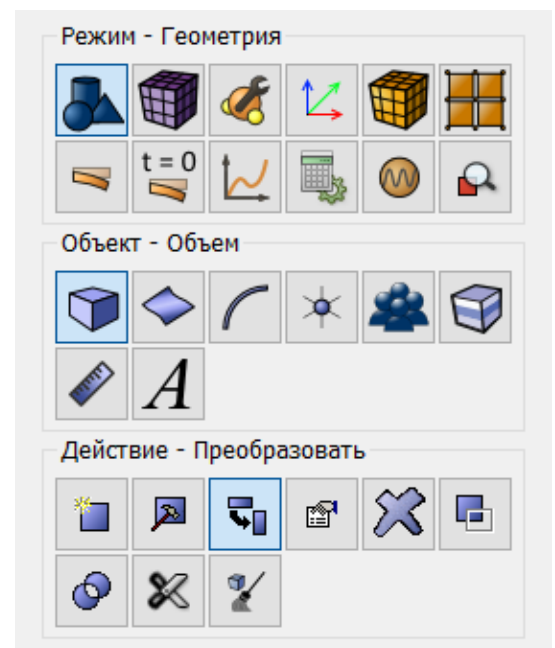 Режим - Геометрия
t = 0
Объект - Объем
A
Действие - Преобразовать